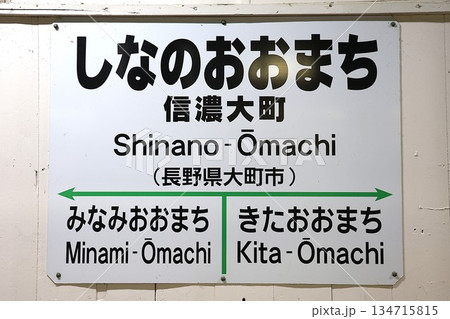 しなのおおまち
信濃大町
Shinano-Ōmachi
(長野県大町市)
みなみおおまち きたおおまち
Minami-Ōmachi Kita-Ōmachi
134715815